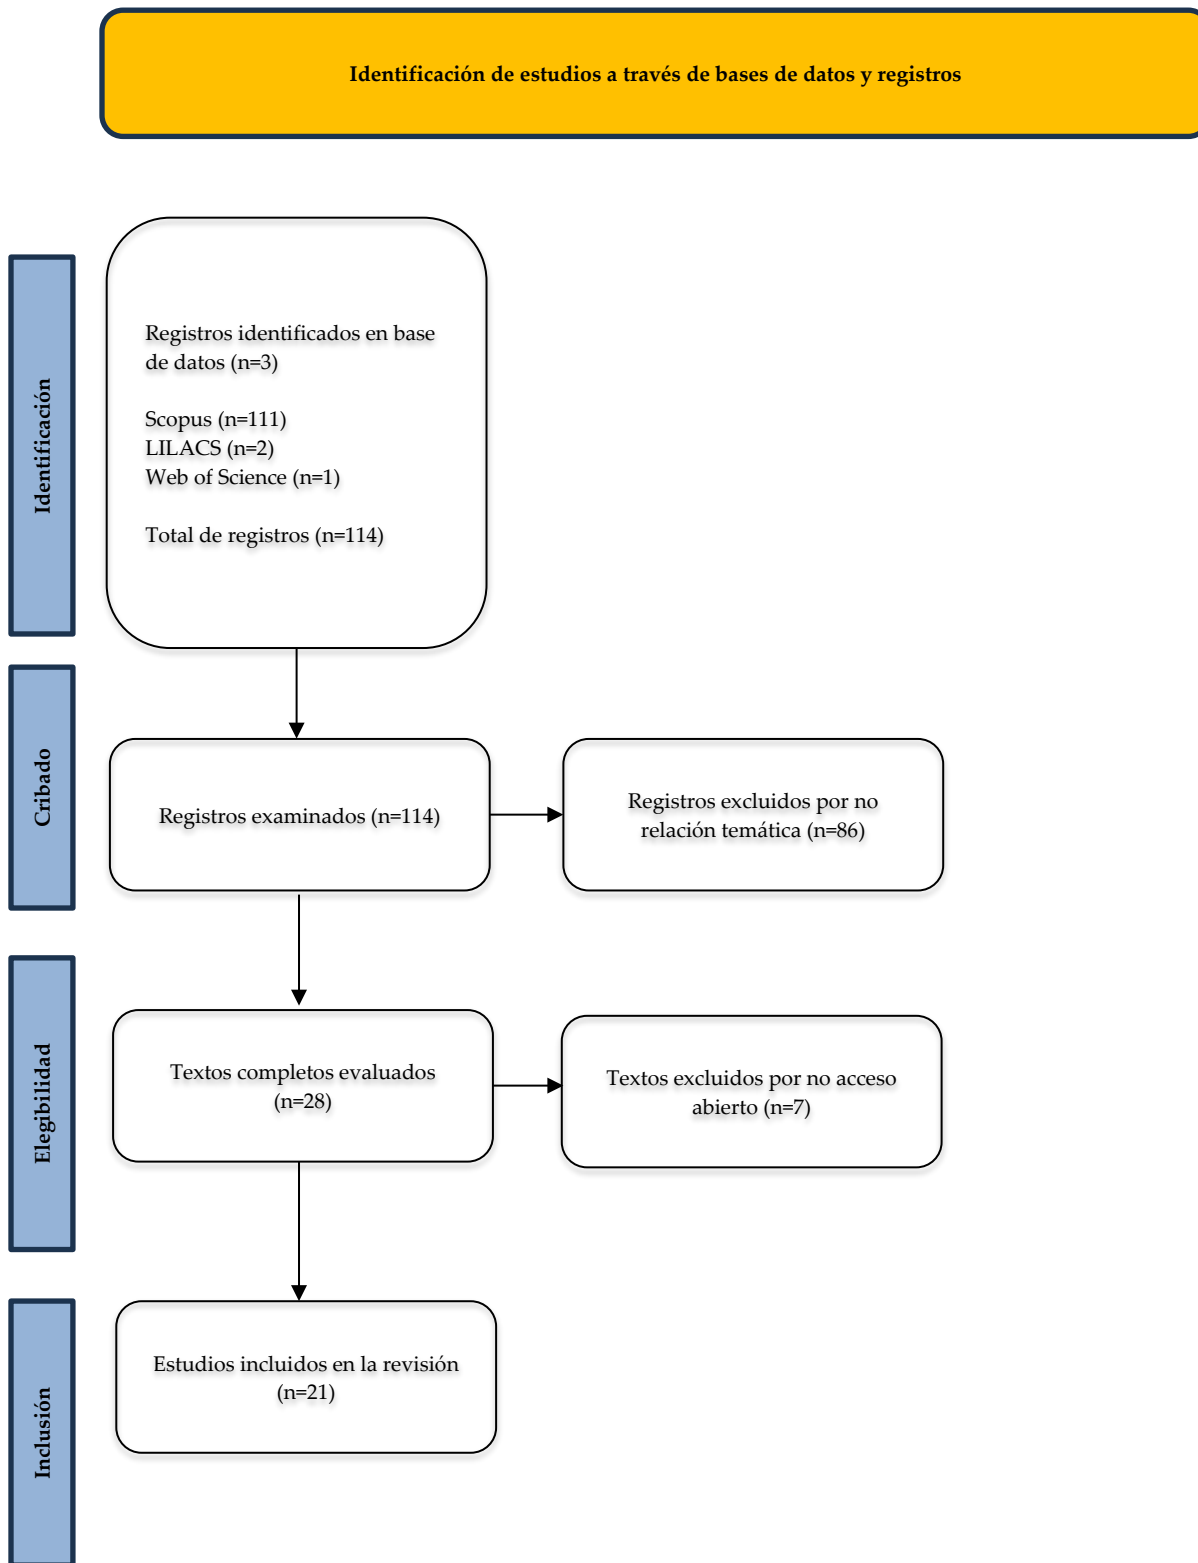 Identificación de estudios a través de bases de datos y registros
Identificación
Registros identificados en base
de datos (n=3)
Scopus (n=111)
LILACS (n=2)
Web of Science (n=1)
Total de registros (n=114)
Cribado
Registros examinados (n=114)
Registros excluidos por no
relación temática (n=86)
Elegibilidad
Textos completos evaluados
(n=28)
Textos excluidos por no acceso
abierto (n=7)
Inclusión
Estudios incluidos en la revisión
(n=21)